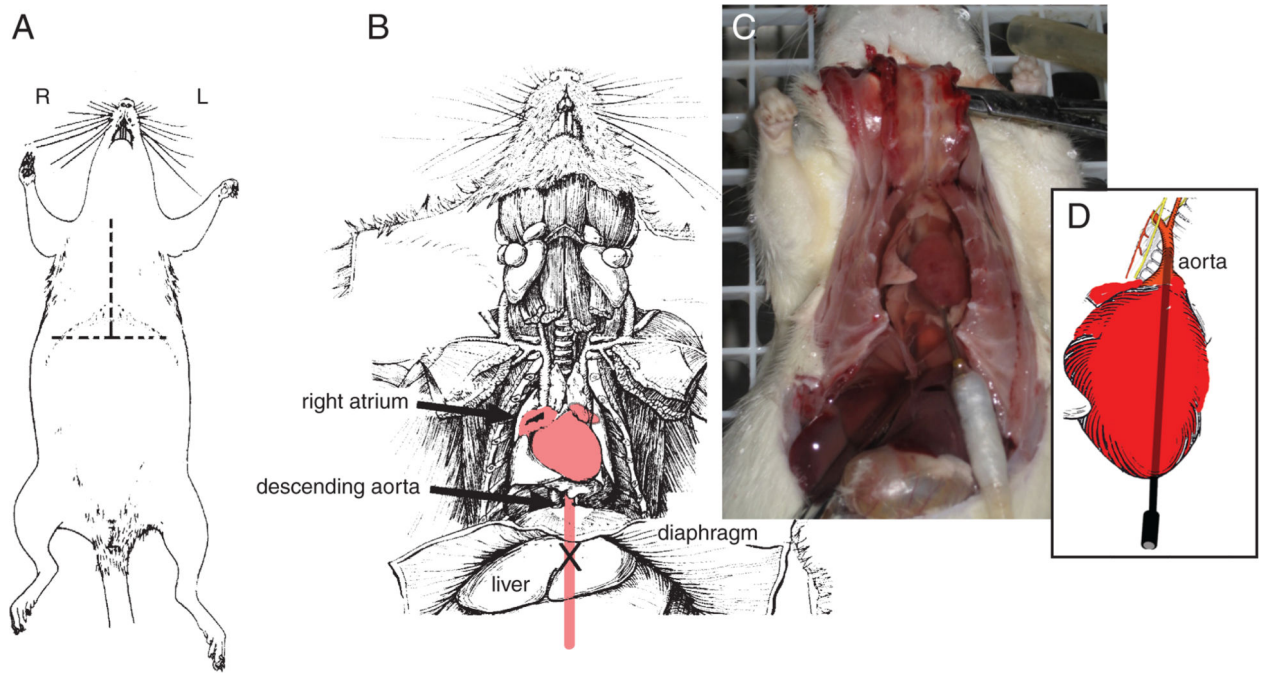 A
R
L
B
right atrium
descending aorta
X
liver
diaphragm
C
D
aorta